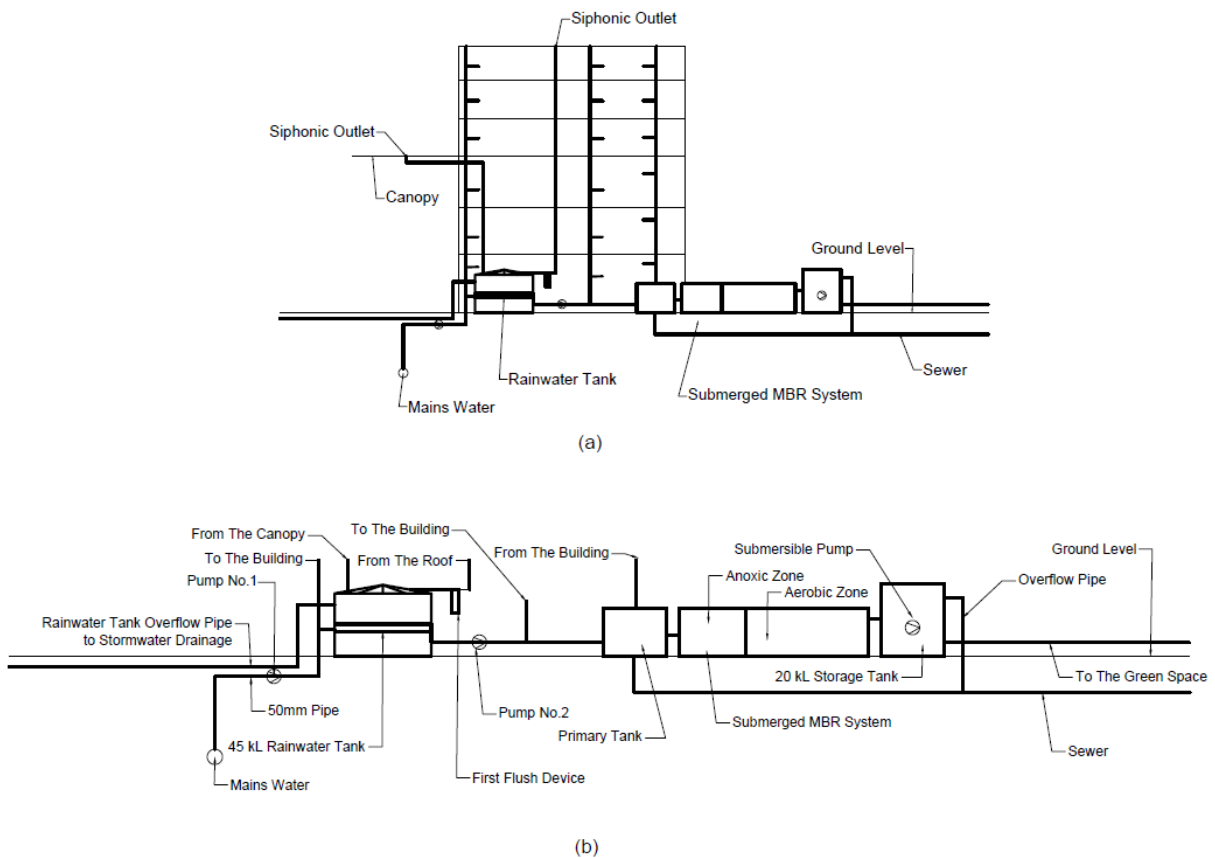 Siphonic Outlet
Siphonic Outlet
Canopy
Ground Level
Rainwater Tank
Mains Water
Submerged MBR System
Sewer
(a)
From The Canopy
To The Building
Pump No.1
From The Roof
To The Building
From The Building
Submersible Pump
Ground Level
Anoxic Zone
Overflow Pipe
Aerobic Zone
Rainwater Tank Overflow Pipe
to Stormwater Drainage
50mm Pipe
45 kL Rainwater Tank
Mains Water
First Flush Device
Pump No.2
Primary Tank
Submerged MBR System
20 kL Storage Tank
To The Green Space
Sewer
(b)